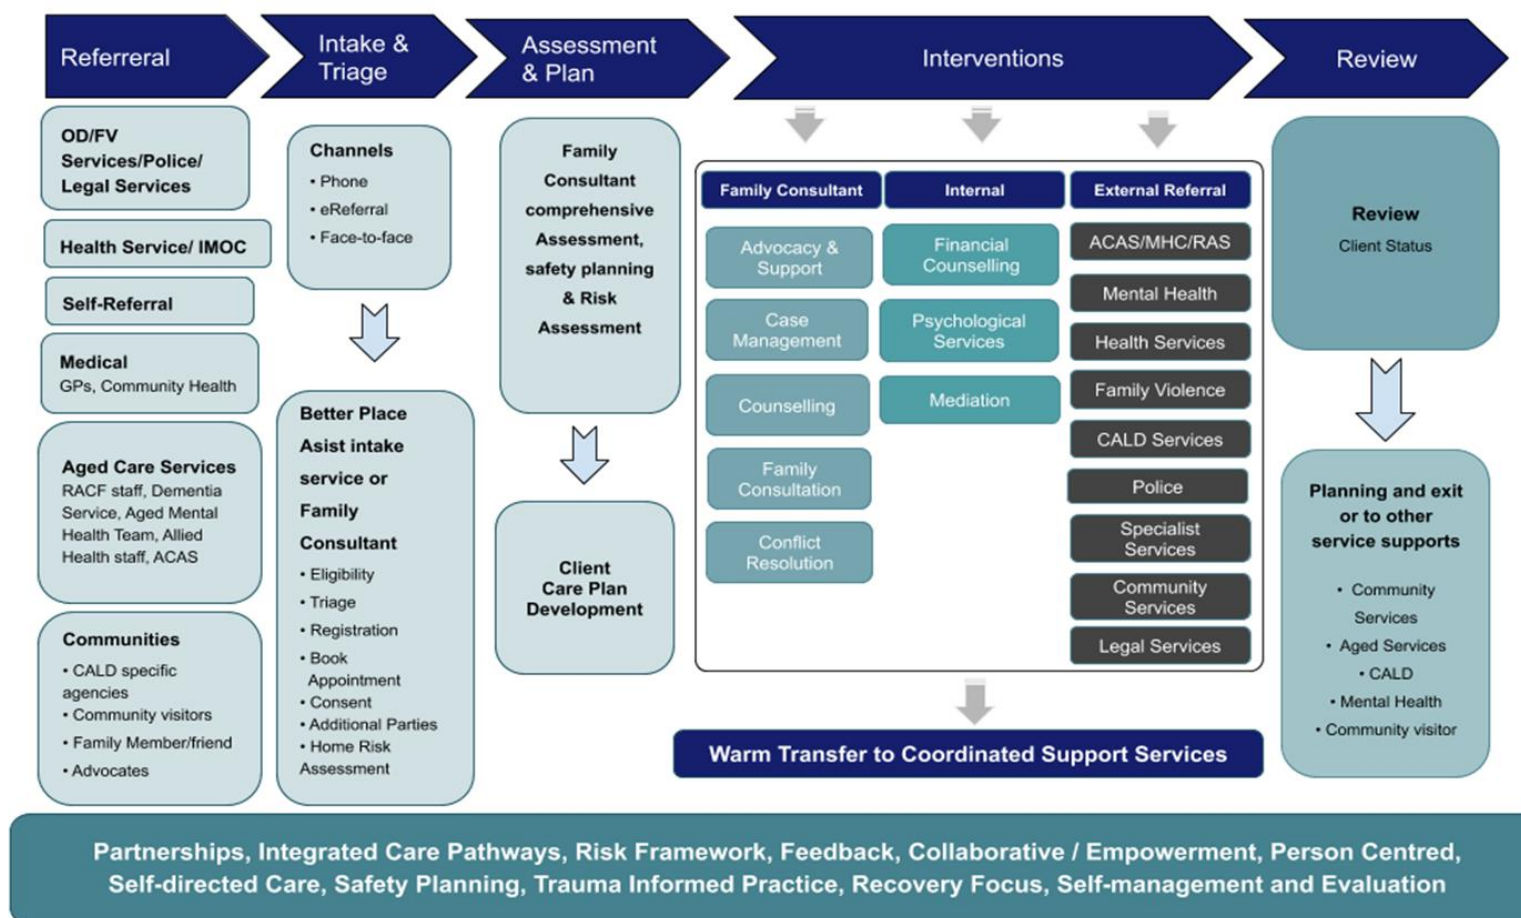 Referreral
Intake &
Triage
Assessment
& Plan
Interventions
Review
OD/FV
Services/Police/
Legal Services
Health Service/ IMOC
Self-Referral
Medical
GPs, Community Health
Aged Care Services
RACF staff, Dementia
Service, Aged Mental
Health Team, Allied
Health staff, ACAS
Communities
• CALD specific
agencies
• Community visitors
• Family Member/friend
• Advocates
Channels
• Phone
• eReferral
• Face-to-face
Better Place
Asist intake
service or
Family
Consultant
• Eligibility
• Triage
• Registration
• Book
Appointment
• Consent
• Additional Parties
• Home Risk
Assessment
Family
Consultant
comprehensive
Assessment,
safety planning
& Risk
Assessment
Client
Care Plan
Development
Family Consultant
Advocacy &
Support
Case
Management
Counselling
Family
Consultation
Conflict
Resolution
Internal
Financial
Counselling
Psychological
Services
Mediation
External Referral
ACAS/MHC/RAS
Mental Health
Health Services
Family Violence
CALD Services
Police
Specialist
Services
Community
Services
Legal Services
Warm Transfer to Coordinated Support Services
Review
Client Status
Planning and exit
or to other
service supports
• Community
Services
• Aged Services
• CALD
• Mental Health
• Community visitor
Partnerships, Integrated Care Pathways, Risk Framework, Feedback, Collaborative / Empowerment, Person Centred,
Self-directed Care, Safety Planning, Trauma Informed Practice, Recovery Focus, Self-management and Evaluation